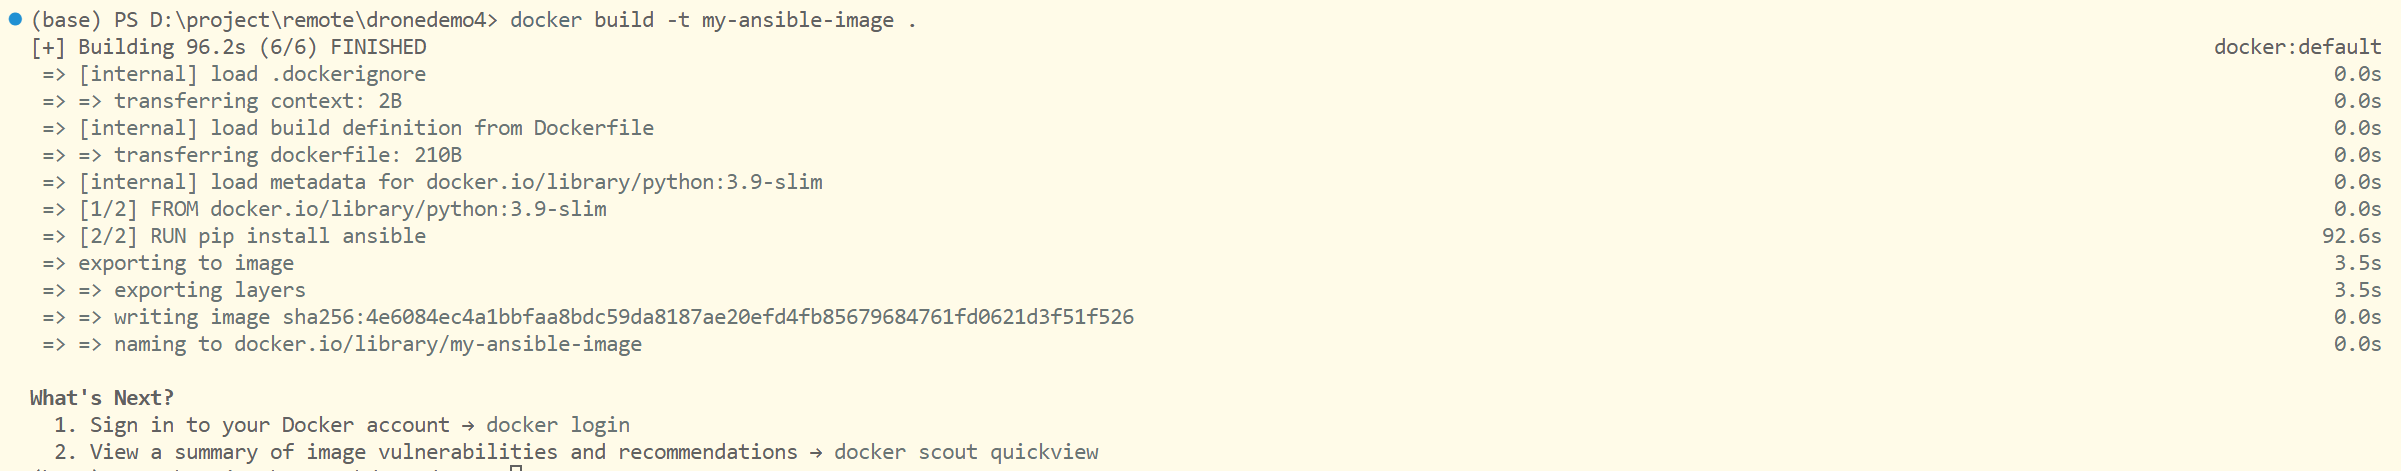 (base) PS D:\project\remote\dronedemo4> docker build -t my-ansible-image .
[+] Building 96.2s (6/6) FINISHED docker:default
=> [internal] load .dockerignore 0.0s
=> => transferring context: 2B 0.0s
=> [internal] load build definition from Dockerfile 0.0s
=> => transferring dockerfile: 210B 0.0s
=> [internal] load metadata for docker.io/library/python:3.9-slim 0.0s
=> [1/2] FROM docker.io/library/python:3.9-slim 0.0s
=> [2/2] RUN pip install ansible 92.6s
=> exporting to image 3.5s
=> => exporting layers 3.5s
=> => writing image sha256:4e6084ec4a1bbfaa8bdc59da8187ae20efd4fb85679684761fd0621d3f51f526 0.0s
=> => naming to docker.io/library/my-ansible-image 0.0s
What's Next?
1. Sign in to your Docker account → docker login
2. View a summary of image vulnerabilities and recommendations → docker scout quickview